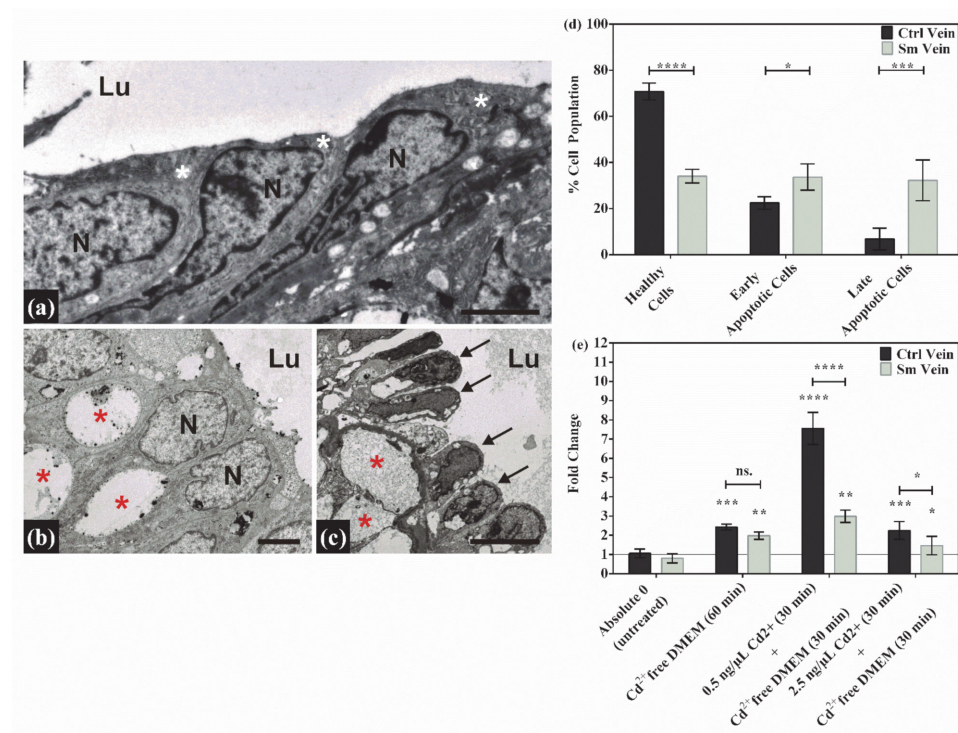 Lu
*
*
*
N
N
N
(a)
Lu
*
*
*
N
N
(b)
Lu
*
*
(c)
(d)
Ctrl Vein
Sm Vein
****
*
***
% Cell Population
100
80
60
40
20
0
Healthy
Cells
Early
Apoptotic Cells
Late
Apoptotic Cells
(e)
Ctrl Vein
Sm Vein
****
****
ns.
***
**
**
*
***
*
Fold Change
12
11
10
9
8
7
6
5
4
3
2
1
0
Absolute 0
(untreated)
Cd²⁺free DMEM (60 min)
0.5 ng/µL Cd2+ (30 min)
+
Cd²⁺free DMEM (30 min)
2.5 ng/µL Cd2+ (30 min)
+
Cd²⁺free DMEM (30 min)